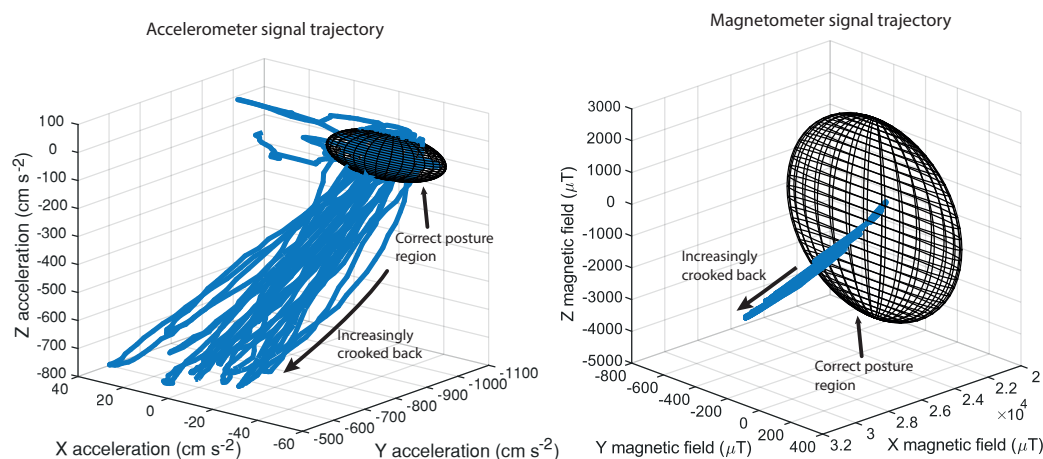 Accelerometer signal trajectory
Z acceleration (cm s-2)
100
0
-100
-200
-300
-400
-500
-600
-700
-800
40
20
0
-20
-40
-60
X acceleration (cm s-2)
-500
-600
-700
-800
-900
-1000
-1100
Y acceleration (cm s-2)
Correct posture
region
Increasingly
crooked back
Magnetometer signal trajectory
Z magnetic field (μT)
3000
2000
1000
0
-1000
-2000
-3000
-4000
-5000
-800
-600
-400
-200
0
200
400
Y magnetic field (μT)
3.2
3
2.8
2.6
2.4
2.2
2
×10 4
X magnetic field (μT)
Increasingly
crooked back
Correct posture
region